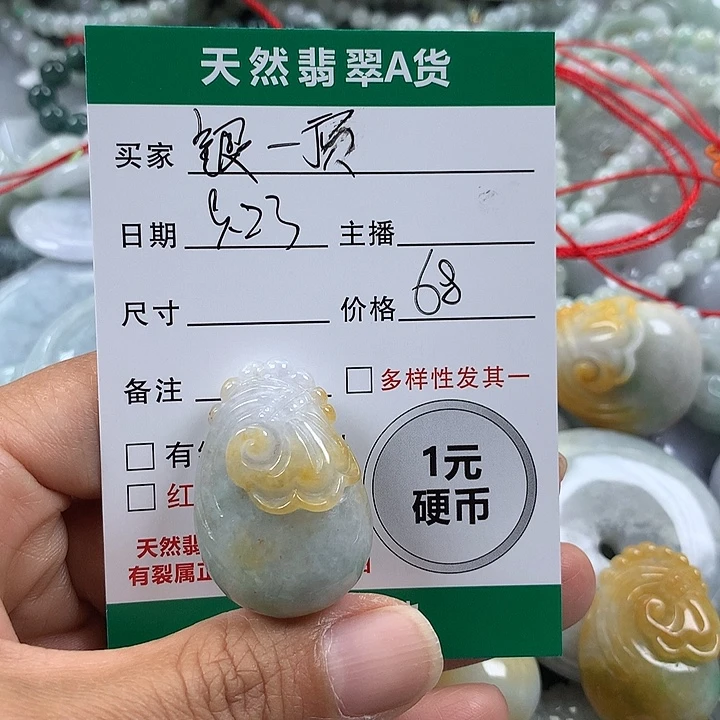 天然翡翠A货
买家 银一顶
日期 5.23 主播
尺寸 价格 68
备注 多样性发其一
有
1元
硬币
红
天然翡
有裂属正